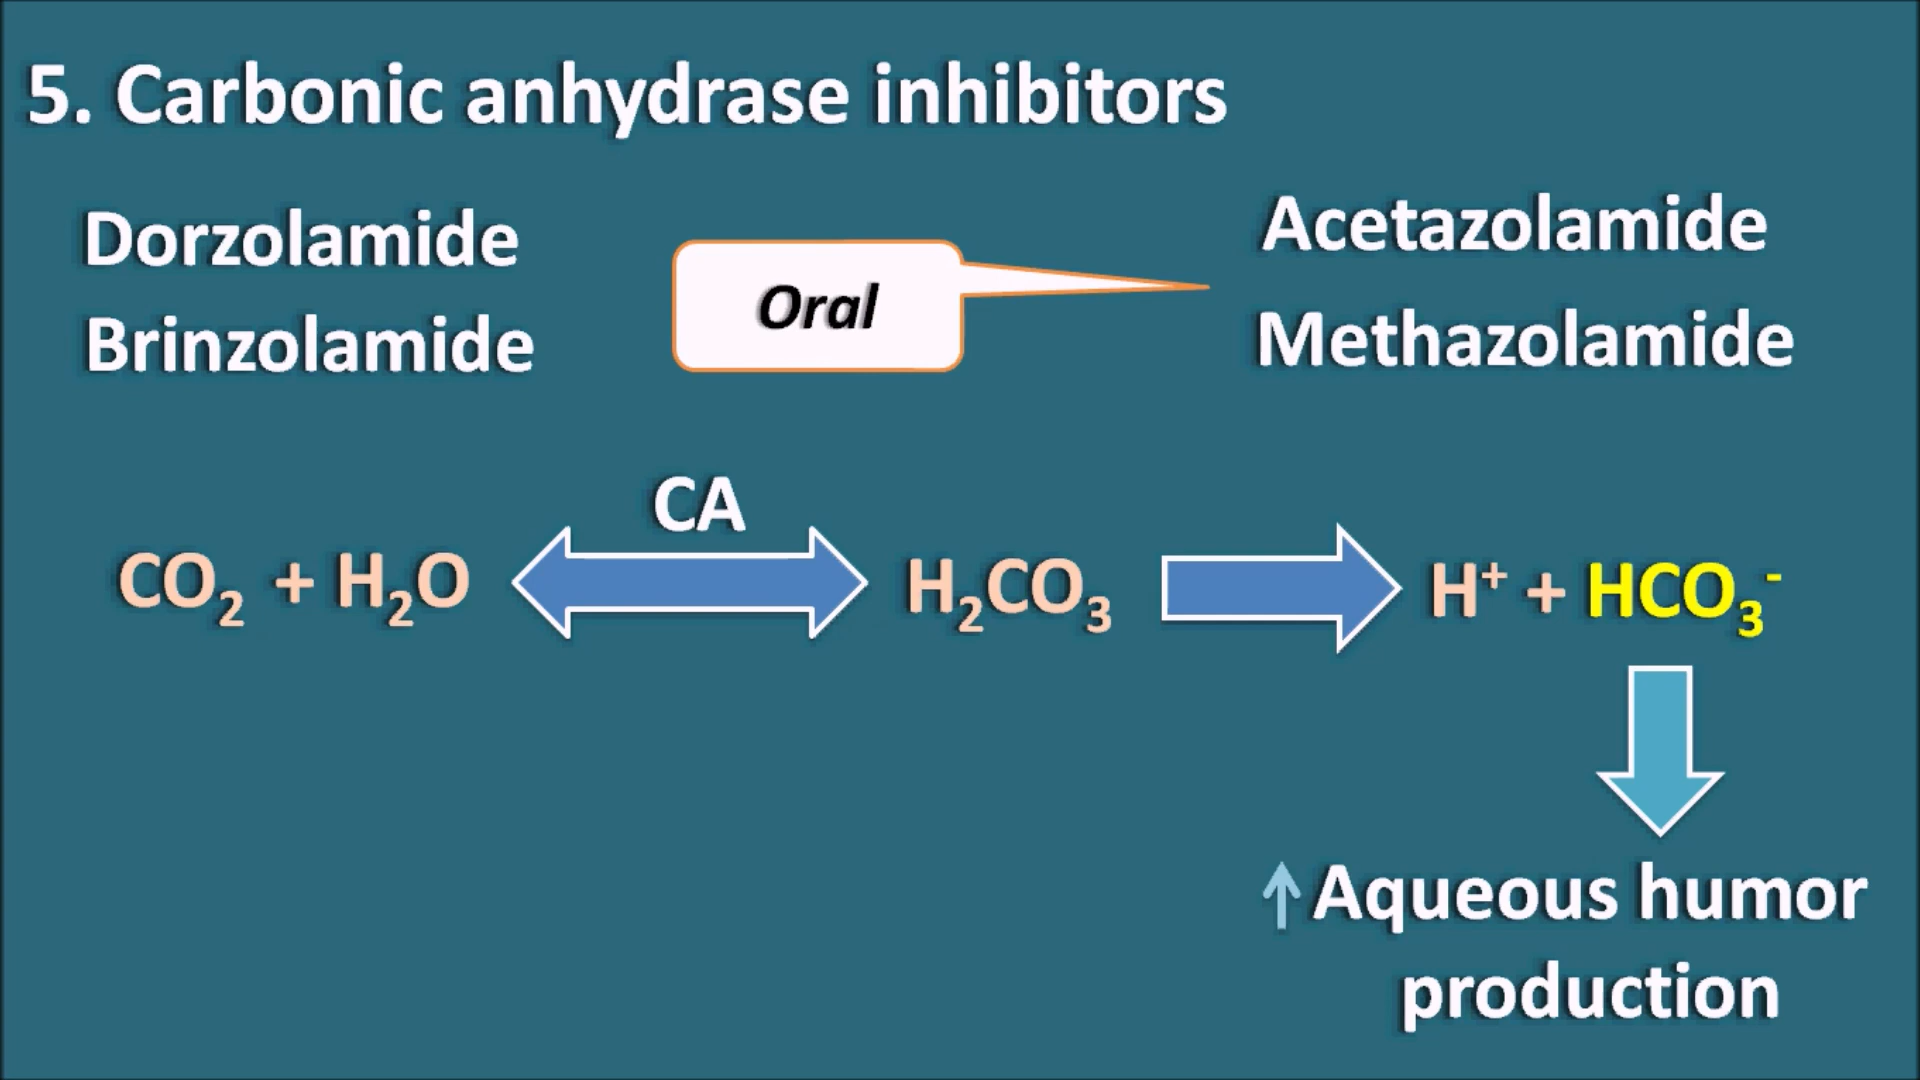 5. Carbonic anhydrase inhibitors
Dorzolamide
Brinzolamide
Oral
Acetazolamide
Methazolamide
CA
CO₂ + H₂O H₂CO₃ H⁺ + HCO₃⁻
↑ Aqueous humor
production